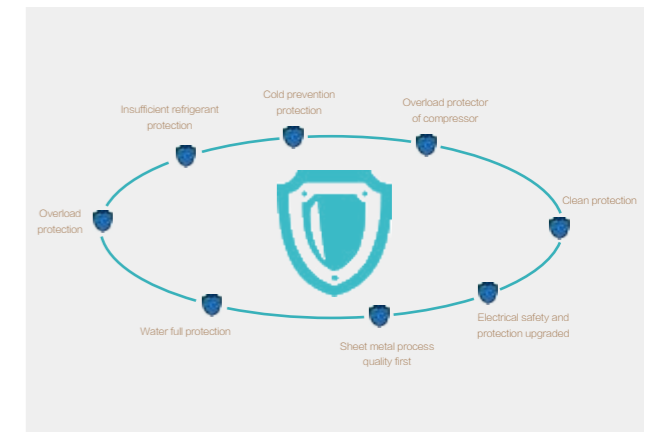 Cold prevention
protection
Insufficient refrigerant
protection
Overload protector
of compressor
Clean protection
Overload
protection
Electrical safety and
protection upgraded
Water full protection
Sheet metal process
quality first